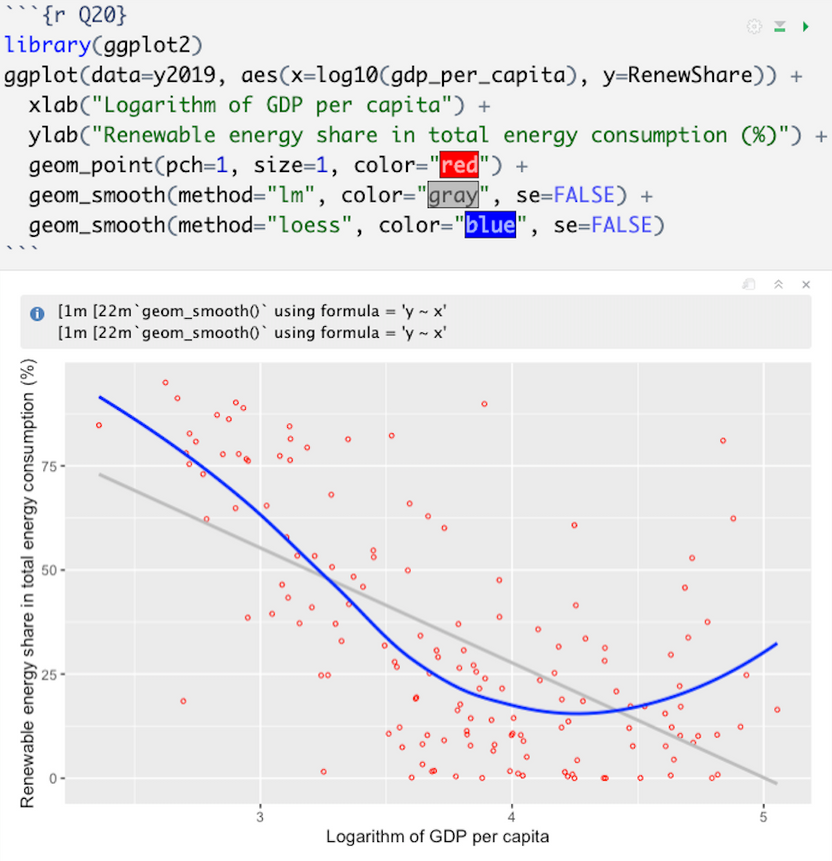 ```{r Q20}
library(ggplot2)
ggplot(data=y2019, aes(x=log10(gdp_per_capita), y=RenewShare)) +
  xlab("Logarithm of GDP per capita") +
  ylab("Renewable energy share in total energy consumption (%)") +
  geom_point(pch=1, size=1, color="red") +
  geom_smooth(method="lm", color="gray", se=FALSE) +
  geom_smooth(method="loess", color="blue", se=FALSE)
```
[1m [22m`geom_smooth()` using formula = 'y ~ x'
[1m [22m`geom_smooth()` using formula = 'y ~ x'
Renewable energy share in total energy consumption (%)
75
50
25
0
3 4 5
Logarithm of GDP per capita